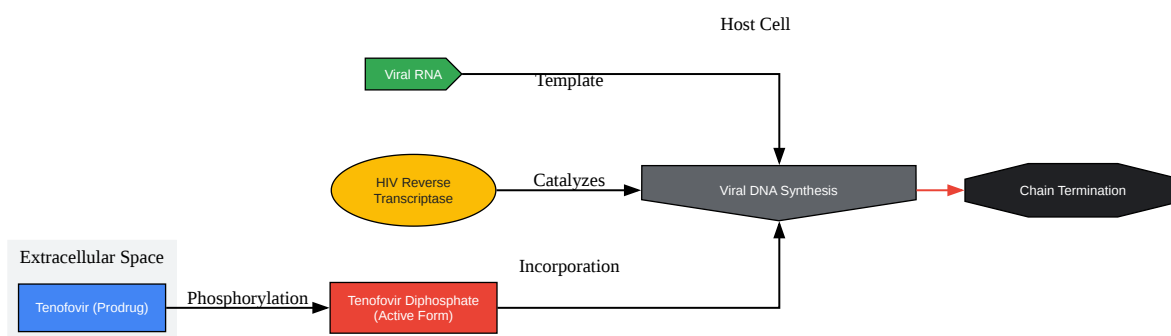 Host Cell
Viral RNA
Template
HIV Reverse
Transcriptase
Catalyzes
Viral DNA Synthesis
Chain Termination
Extracellular Space
Incorporation
Tenofovir (Prodrug)
Phosphorylation
Tenofovir Diphosphate
(Active Form)